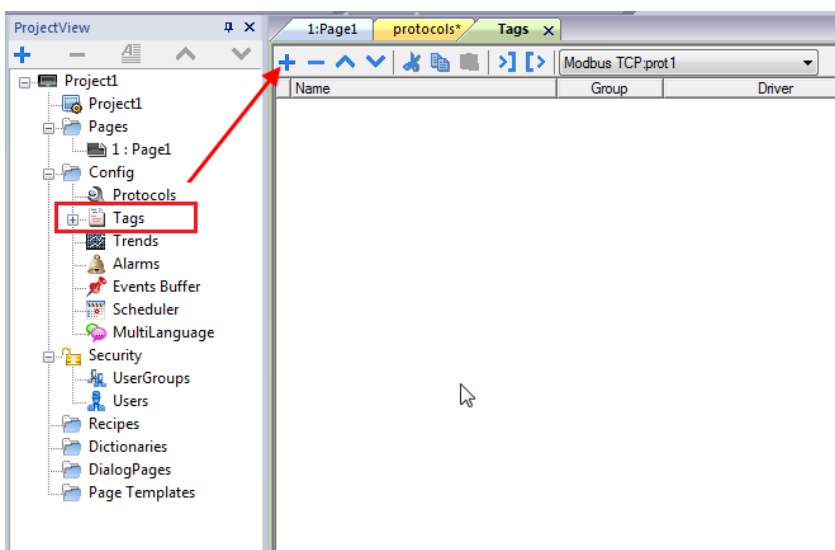 ProjectView
Project1
Project1
Pages
1 : Page1
Config
Protocols
Tags
Trends
Alarms
Events Buffer
Scheduler
MultiLanguage
Security
UserGroups
Users
Recipes
Dictionaries
DialogPages
Page Templates
1:Page1 protocols* Tags
Modbus TCP:prot1
Name Group Driver